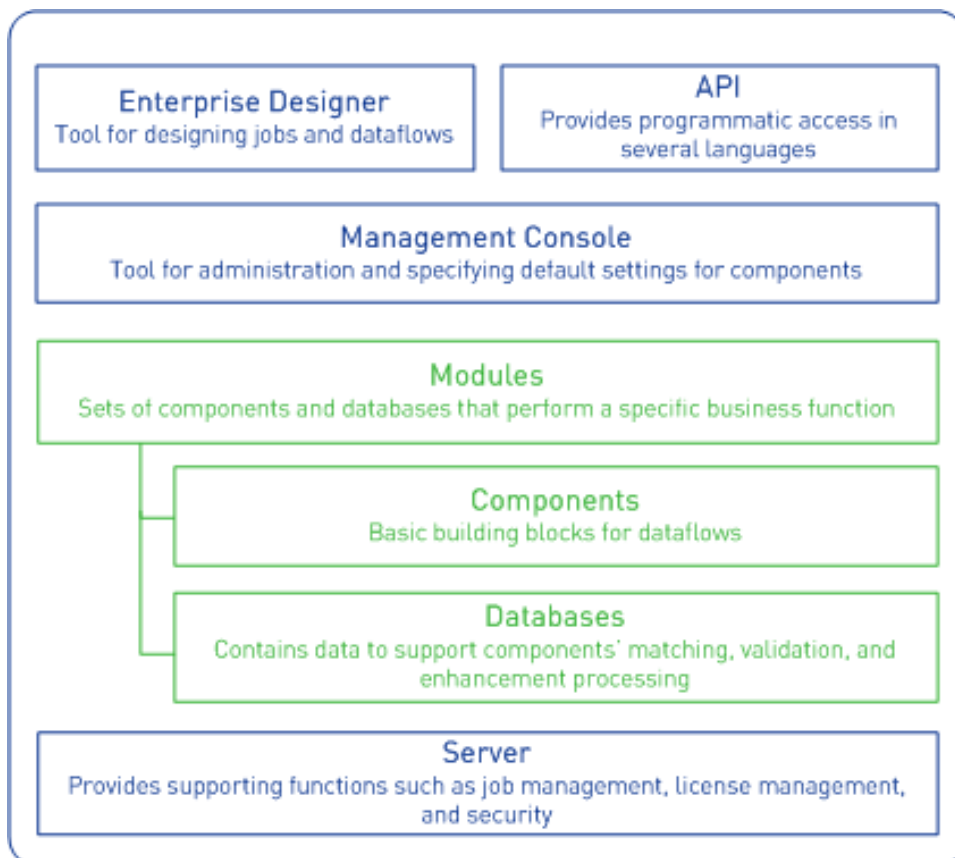 Enterprise Designer
Tool for designing jobs and dataflows
API
Provides programmatic access in
several languages
Management Console
Tool for administration and specifying default settings for components
Modules
Sets of components and databases that perform a specific business function
Components
Basic building blocks for dataflows
Databases
Contains data to support components' matching, validation, and
enhancement processing
Server
Provides supporting functions such as job management, license management,
and security